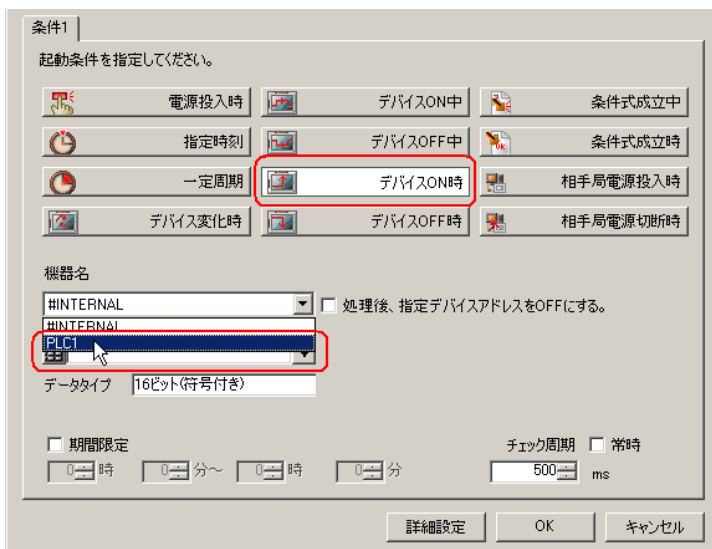 条件1
起動条件を指定してください。
電源投入時 デバイスON中 条件式成立中
指定時刻 デバイスOFF中 条件式成立時
一定周期 デバイスON時 相手局電源投入時
デバイス変化時 デバイスOFF時 相手局電源切断時
機器名
#INTERNAL 処理後、指定デバイスアドレスをOFFにする。
#INTERNAL
PLC1
データタイプ 16ビット(符号付き)
期間限定 チェック周期 常時
0 時 0 分~ 0 時 0 分 500 ms
詳細設定 OK キャンセル